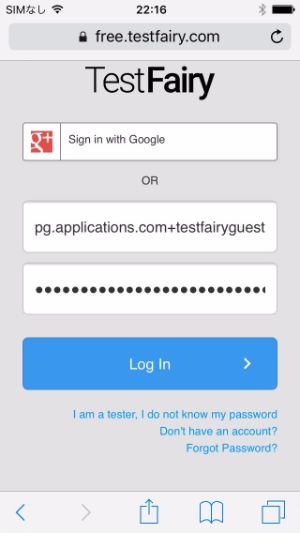 SIMなし 22:16
free.testfairy.com
TestFairy
g+ Sign in with Google
OR
pg.applications.com+testfairyguest
Log In
I am a tester, I do not know my password
Don't have an account?
Forgot Password?